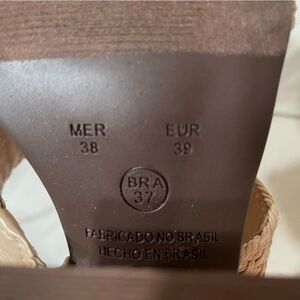 MER EUR
38 39
BRA
37
FABRICADO NO BRASIL
HECHO EN BRASIL